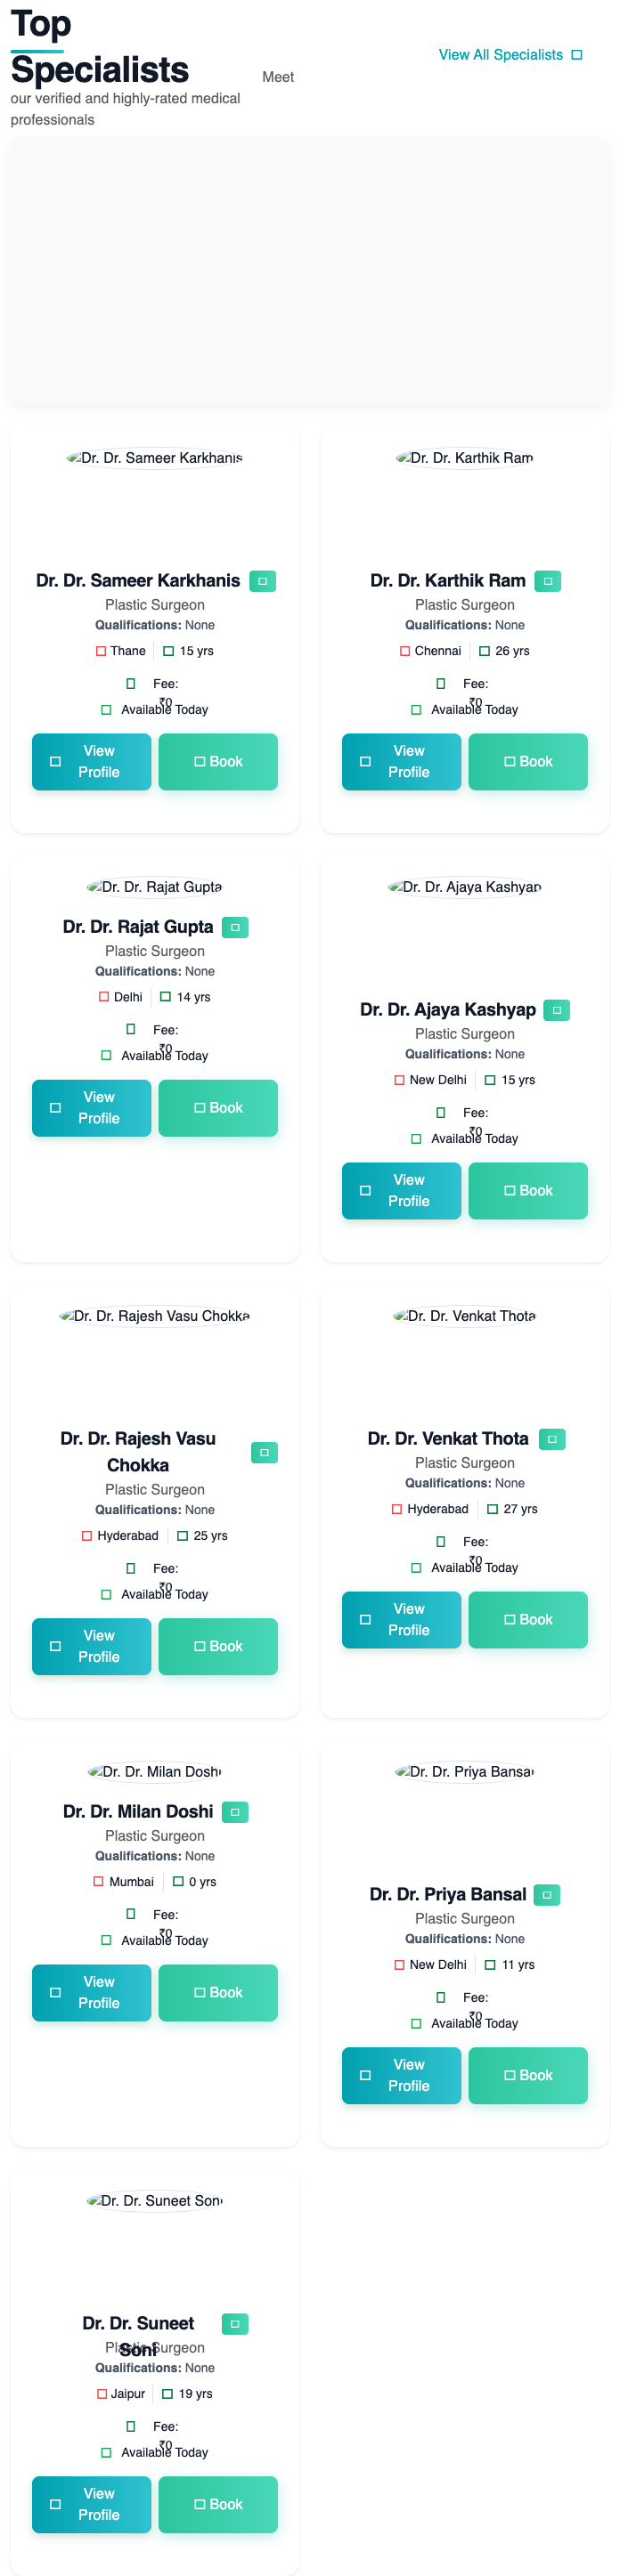 Top
Specialists
Meet
our verified and highly-rated medical
professionals
View All Specialists
Dr. Dr. Sameer Karkhanis
Dr. Dr. Sameer Karkhanis
Plastic Surgeon
Qualifications: None
Thane
15 yrs
Fee:
₹0
Available Today
View
Profile
Book
Dr. Dr. Karthik Ram
Dr. Dr. Karthik Ram
Plastic Surgeon
Qualifications: None
Chennai
26 yrs
Fee:
₹0
Available Today
View
Profile
Book
Dr. Dr. Rajat Gupta
Dr. Dr. Rajat Gupta
Plastic Surgeon
Qualifications: None
Delhi
14 yrs
Fee:
₹0
Available Today
View
Profile
Book
Dr. Dr. Ajaya Kashyap
Dr. Dr. Ajaya Kashyap
Plastic Surgeon
Qualifications: None
New Delhi
15 yrs
Fee:
₹0
Available Today
View
Profile
Book
Dr. Dr. Rajesh Vasu Chokka
Dr. Dr. Rajesh Vasu
Chokka
Plastic Surgeon
Qualifications: None
Hyderabad
25 yrs
Fee:
₹0
Available Today
View
Profile
Book
Dr. Dr. Venkat Thota
Dr. Dr. Venkat Thota
Plastic Surgeon
Qualifications: None
Hyderabad
27 yrs
Fee:
₹0
Available Today
View
Profile
Book
Dr. Dr. Milan Doshi
Dr. Dr. Milan Doshi
Plastic Surgeon
Qualifications: None
Mumbai
0 yrs
Fee:
₹0
Available Today
View
Profile
Book
Dr. Dr. Priya Bansal
Dr. Dr. Priya Bansal
Plastic Surgeon
Qualifications: None
New Delhi
11 yrs
Fee:
₹0
Available Today
View
Profile
Book
Dr. Dr. Suneet Soni
Dr. Dr. Suneet
Soni
Plastic Surgeon
Qualifications: None
Jaipur
19 yrs
Fee:
₹0
Available Today
View
Profile
Book